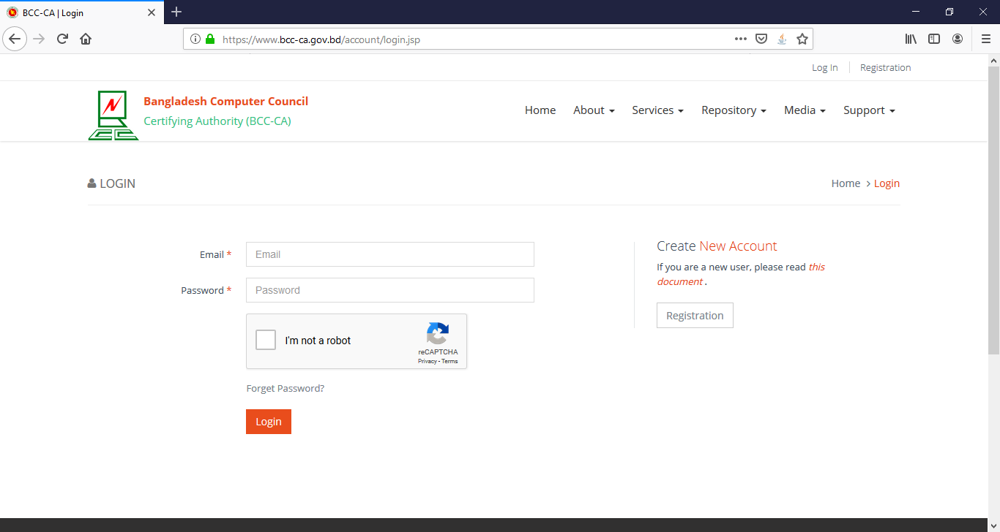 BCC-CA | Login
https://www.bcc-ca.gov.bd/account/login.jsp
Log In
Registration
Bangladesh Computer Council
Certifying Authority (BCC-CA)
Home About Services Repository Media Support
LOGIN
Home > Login
Email *
Email
Password *
Password
I'm not a robot
reCAPTCHA
Privacy - Terms
Forget Password?
Login
Create New Account
If you are a new user, please read this
document .
Registration